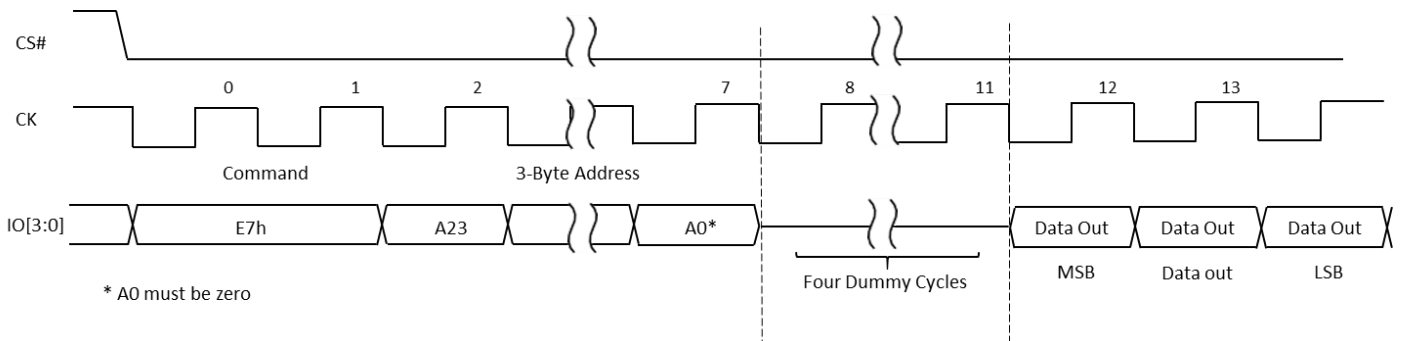 CS#
0 1 2 7 8 11 12 13
CK
Command 3-Byte Address
IO[3:0] E7h A23 A0* Data Out Data Out Data Out
Four Dummy Cycles MSB Data out LSB
* A0 must be zero